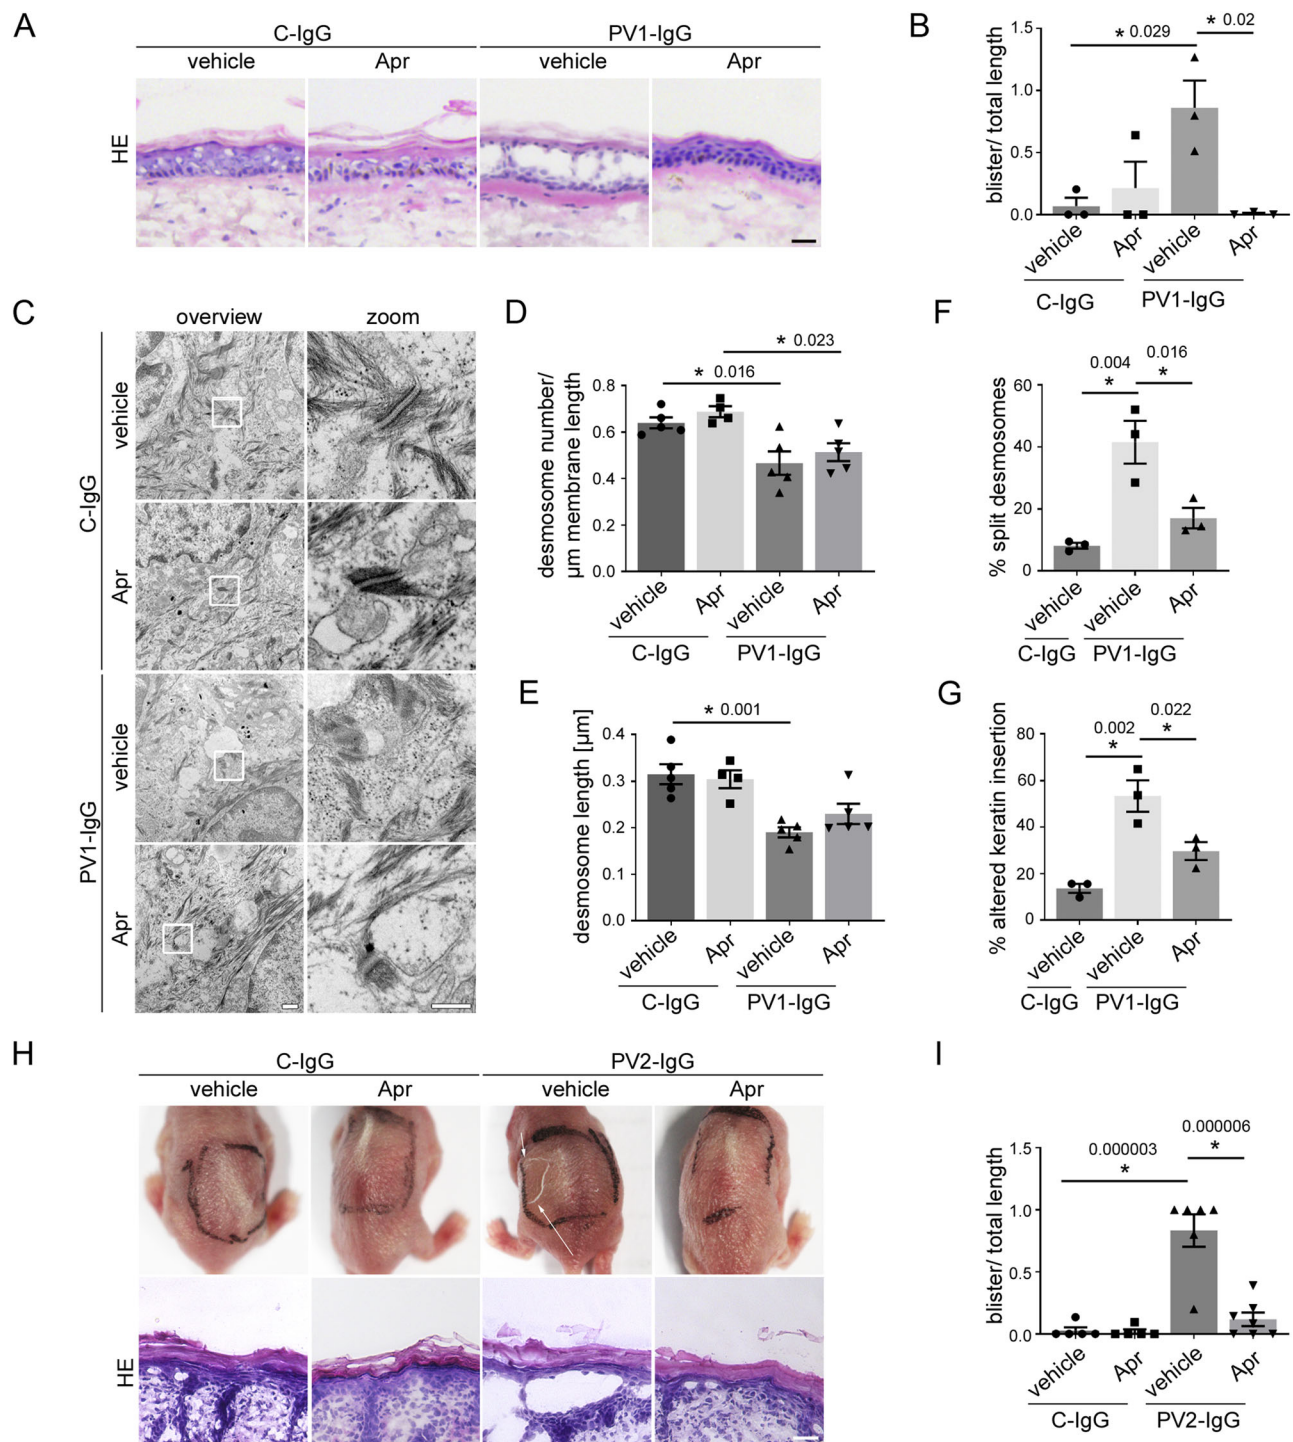 A
C-IgG
PV1-IgG
vehicle
Apr
vehicle
Apr
HE
B
* 0.02
* 0.029
1.5
1.0
0.5
0.0
blister/ total length
vehicle
Apr
vehicle
Apr
C-IgG
PV1-IgG
C
overview
zoom
C-IgG
vehicle
Apr
PV1-IgG
vehicle
Apr
D
* 0.023
* 0.016
0.8
0.6
0.4
0.2
0.0
desmosome number/
µm membrane length
vehicle
Apr
vehicle
Apr
C-IgG
PV1-IgG
E
* 0.001
0.4
0.3
0.2
0.1
0.0
desmosome length [µm]
vehicle
Apr
vehicle
Apr
C-IgG
PV1-IgG
F
0.004
*
0.016
*
60
40
20
0
% split desmosomes
vehicle
vehicle
Apr
C-IgG
PV1-IgG
G
0.002
*
0.022
*
80
60
40
20
0
% altered keratin insertion
vehicle
vehicle
Apr
C-IgG
PV1-IgG
H
C-IgG
PV2-IgG
vehicle
Apr
vehicle
Apr
HE
I
0.000006
*
0.000003
*
1.5
1.0
0.5
0.0
blister/ total length
vehicle
Apr
vehicle
Apr
C-IgG
PV2-IgG